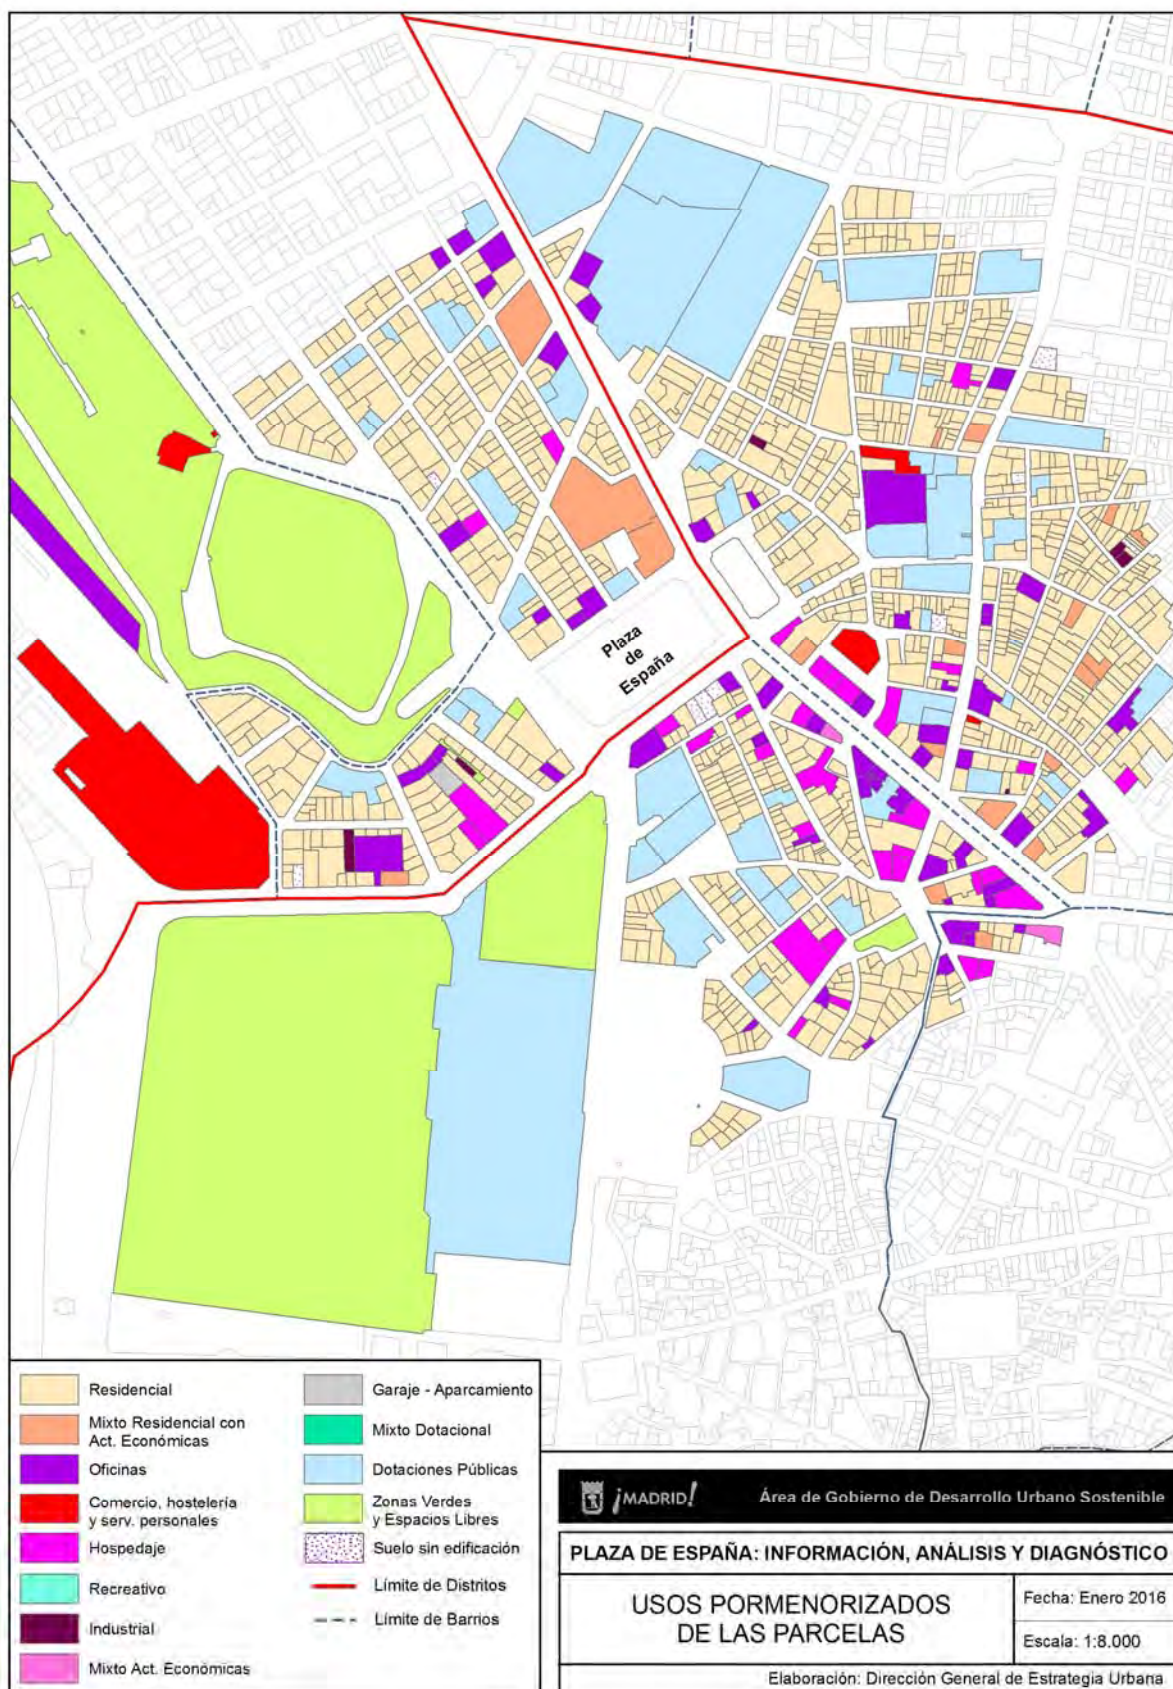 Plaza
de
España
Residencial
Mixto Residencial con
Act. Económicas
Oficinas
Comercio, hostelería
y serv. personales
Hospedaje
Recreativo
Industrial
Mixto Act. Económicas
Garaje - Aparcamiento
Mixto Dotacional
Dotaciones Públicas
Zonas Verdes
y Espacios Libres
Suelo sin edificación
Límite de Distritos
Límite de Barrios
¡MADRID!
Área de Gobierno de Desarrollo Urbano Sostenible
PLAZA DE ESPAÑA: INFORMACIÓN, ANÁLISIS Y DIAGNÓSTICO
USOS PORMENORIZADOS
DE LAS PARCELAS
Fecha: Enero 2016
Escala: 1:8.000
Elaboración: Dirección General de Estrategia Urbana